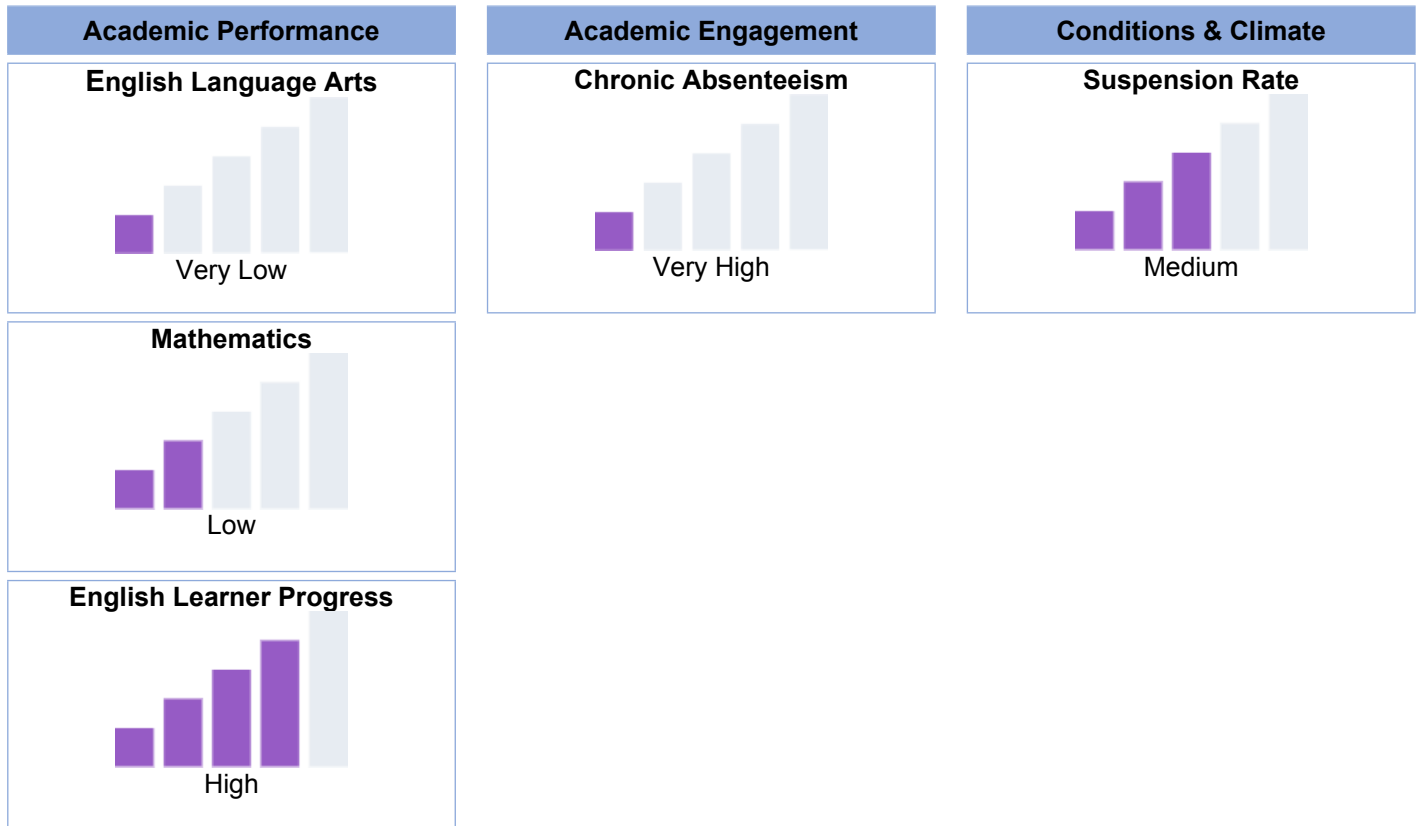 Academic Performance
English Language Arts
Very Low
Mathematics
Low
English Learner Progress
High
Academic Engagement
Chronic Absenteeism
Very High
Conditions & Climate
Suspension Rate
Medium